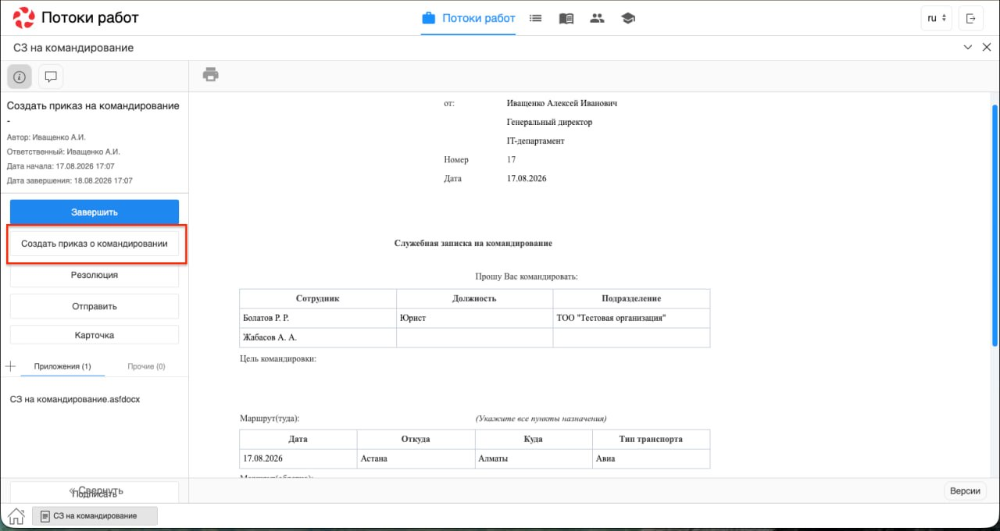 Потоки работ
Потоки работ
ru
СЗ на командирование
Создать приказ на командирование
-
Автор: Иващенко А.И.
Ответственный: Иващенко А.И.
Дата начала: 17.08.2026 17:07
Дата завершения: 18.08.2026 17:07
Завершить
Создать приказ о командировании
Резолюция
Отправить
Карточка
Приложения (1) Прочие (0)
СЗ на командирование.asfdocx
« Свернуть
Подписать
от: Иващенко Алексей Иванович
Генеральный директор
IT-департамент
Номер 17
Дата 17.08.2026
Служебная записка на командирование
Прошу Вас командировать:
Сотрудник Должность Подразделение
Болатов Р. Р. Юрист ТОО "Тестовая организация"
Жабасов А. А.
Цель командировки:
Маршрут(туда): (Укажите все пункты назначения)
Дата Откуда Куда Тип транспорта
17.08.2026 Астана Алматы Авиа
Версии
СЗ на командирование